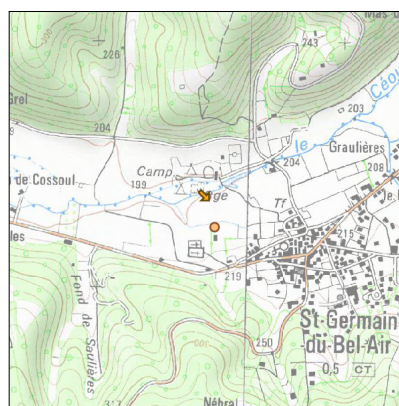 Mas d
243
226
Céou
le
203
Grel
204
Graulières
204
208
Camp
de Cossoul
199
Tf
215
les
219
Fond de Saulières
St-Germain
-du-Bel-Air
250
0,5
CT
317
Nébral